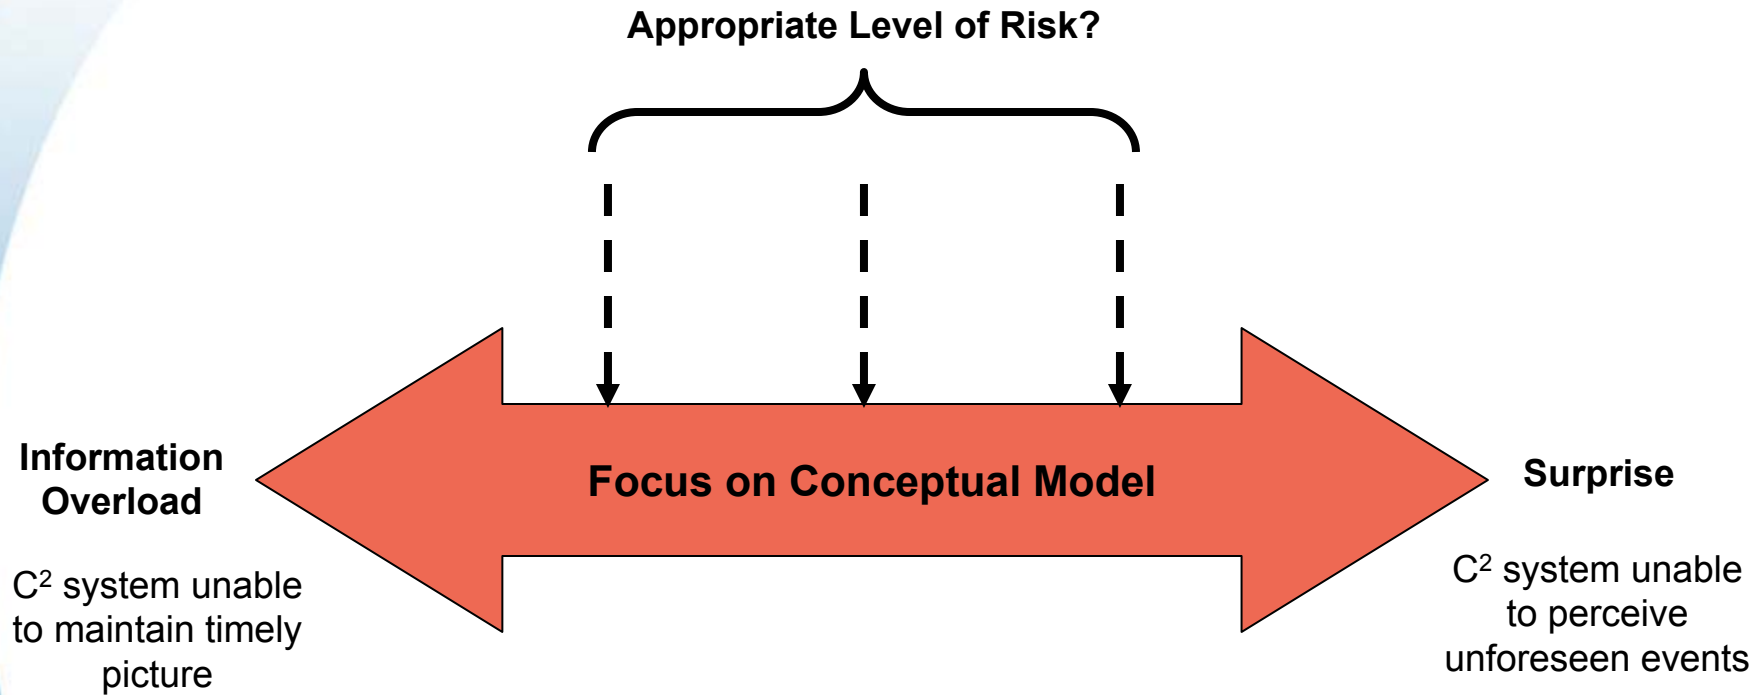 Appropriate Level of Risk?
Information
Overload
C² system unable
to maintain timely
picture
Focus on Conceptual Model
Surprise
C² system unable
to perceive
unforeseen events